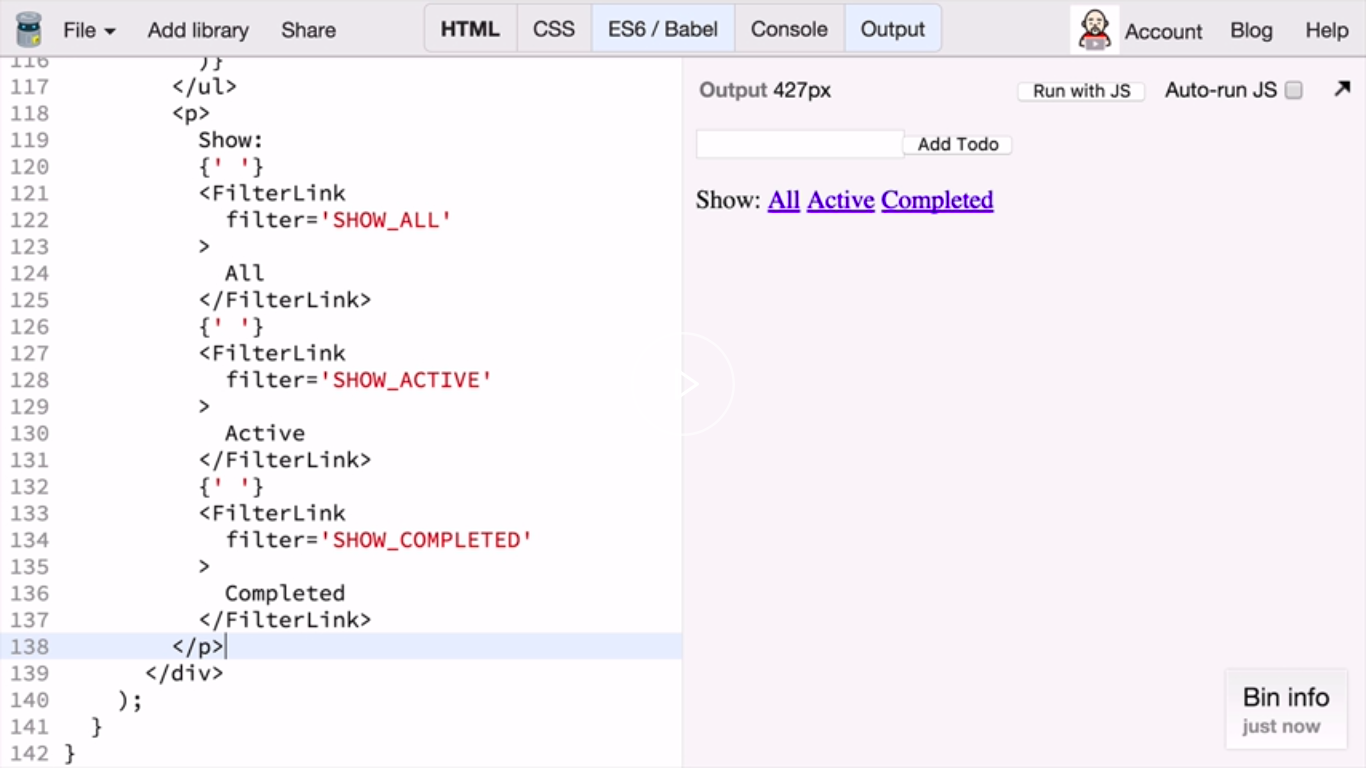 File Add library Share HTML CSS ES6 / Babel Console Output Account Blog Help
116 )}
117 </ul>
118 <p>
119 Show:
120 {' '}
121 <FilterLink
122 filter='SHOW_ALL'
123 >
124 All
125 </FilterLink>
126 {' '}
127 <FilterLink
128 filter='SHOW_ACTIVE'
129 >
130 Active
131 </FilterLink>
132 {' '}
133 <FilterLink
134 filter='SHOW_COMPLETED'
135 >
136 Completed
137 </FilterLink>
138 </p>
139 </div>
140 );
141 }
142 }
Output 427px Run with JS Auto-run JS
Add Todo
Show: All Active Completed
Bin info
just now